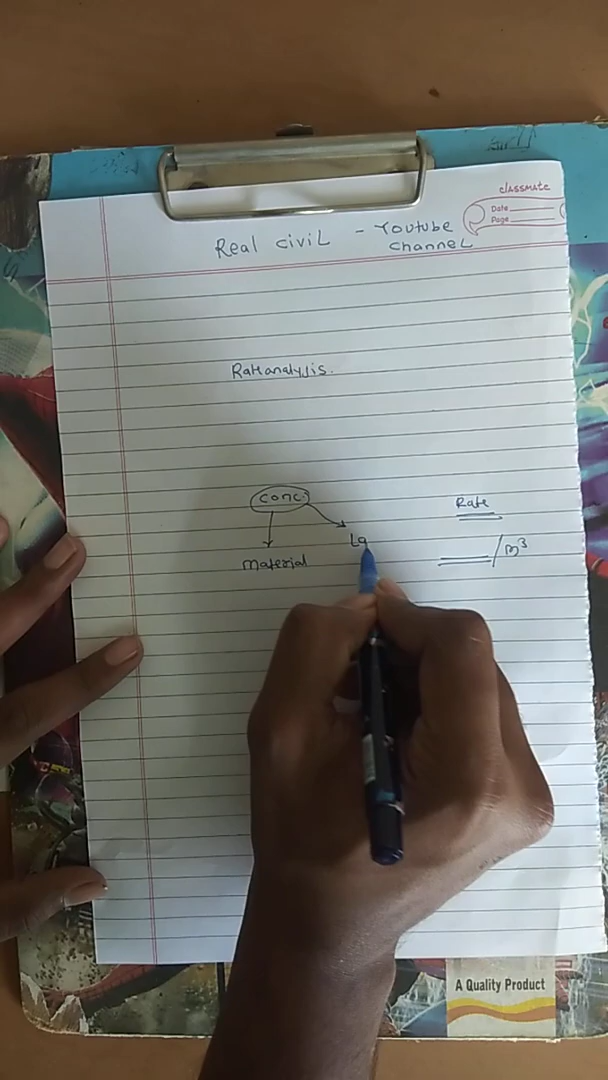 classmate
Date
Page
Real civil - Youtube
channel
Rateanalysis.
conc.
Rate
La
/m3
Material
A Quality Product